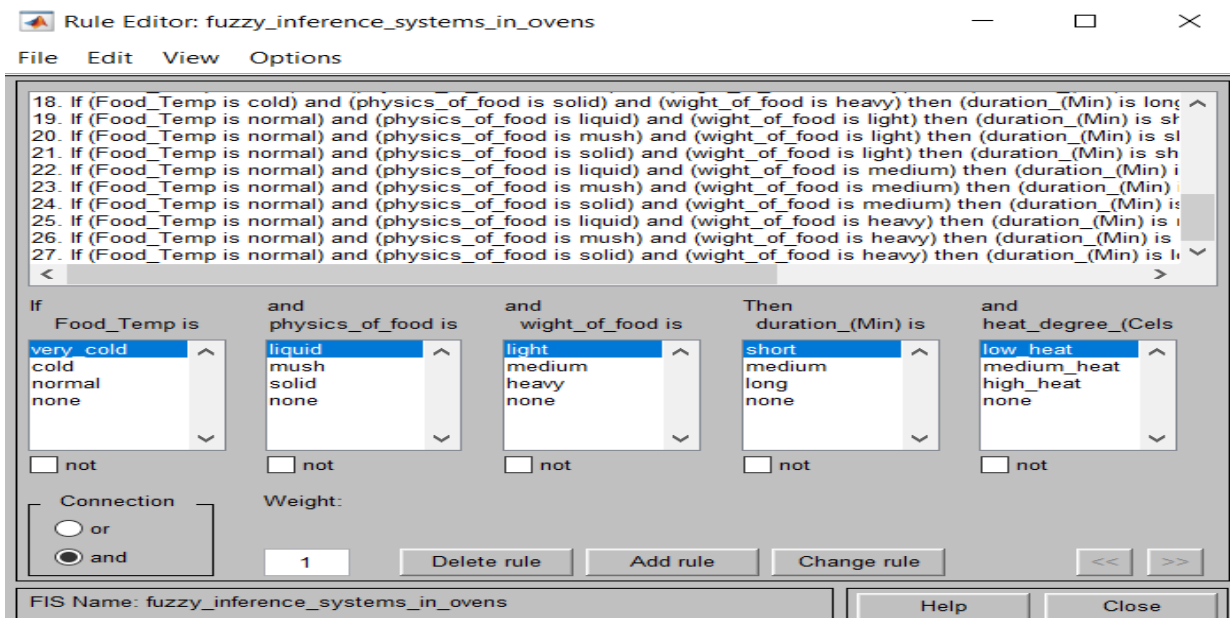 Rule Editor: fuzzy_inference_systems_in_ovens
File Edit View Options
18. If (Food_Temp is cold) and (physics_of_food is solid) and (wight_of_food is heavy) then (duration_(Min) is long
19. If (Food_Temp is normal) and (physics_of_food is liquid) and (wight_of_food is light) then (duration_(Min) is sh
20. If (Food_Temp is normal) and (physics_of_food is mush) and (wight_of_food is light) then (duration_(Min) is sl
21. If (Food_Temp is normal) and (physics_of_food is solid) and (wight_of_food is light) then (duration_(Min) is sh
22. If (Food_Temp is normal) and (physics_of_food is liquid) and (wight_of_food is medium) then (duration_(Min) i
23. If (Food_Temp is normal) and (physics_of_food is mush) and (wight_of_food is medium) then (duration_(Min)
24. If (Food_Temp is normal) and (physics_of_food is solid) and (wight_of_food is medium) then (duration_(Min) is
25. If (Food_Temp is normal) and (physics_of_food is liquid) and (wight_of_food is heavy) then (duration_(Min) is
26. If (Food_Temp is normal) and (physics_of_food is mush) and (wight_of_food is heavy) then (duration_(Min) is
27. If (Food_Temp is normal) and (physics_of_food is solid) and (wight_of_food is heavy) then (duration_(Min) is
If and and Then and
Food_Temp is physics_of_food is wight_of_food is duration_(Min) is heat_degree_(Cels
very_cold liquid light short low_heat
cold mush medium medium medium_heat
normal solid heavy long high_heat
none none none none none
not not not not not
Connection Weight:
or
and 1 Delete rule Add rule Change rule << >>
FIS Name: fuzzy_inference_systems_in_ovens Help Close